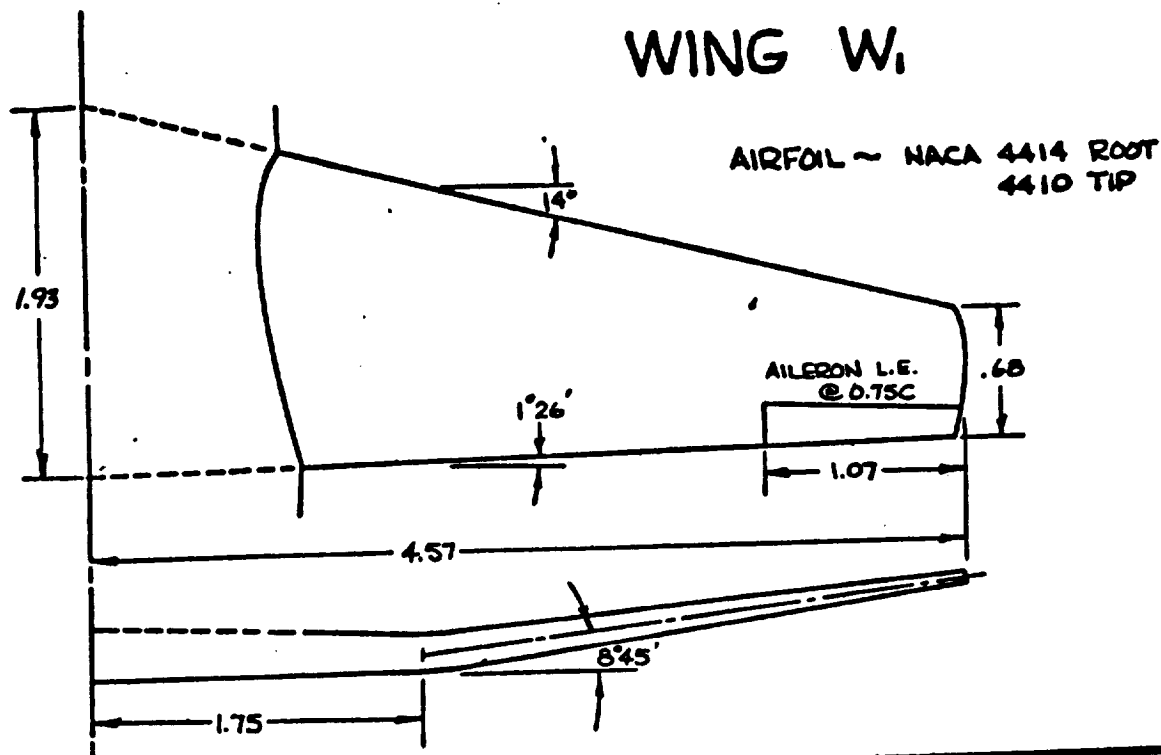 WING W₁
AIRFOIL ~ NACA 4414 ROOT
4410 TIP
14°
1.93
AILERON L.E.
@ 0.75C
.68
1°26'
1.07
4.57
8°45'
1.75